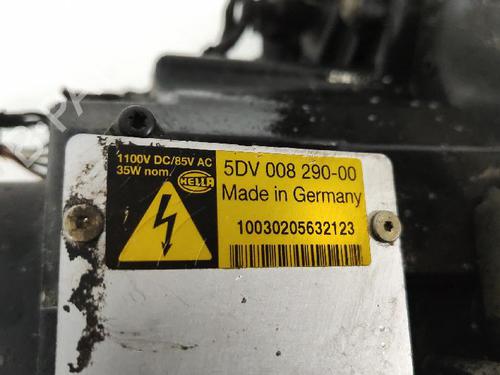 1100V DC/85V AC
35W nom.
HELLA
5DV 008 290-00
Made in Germany
10030205632123